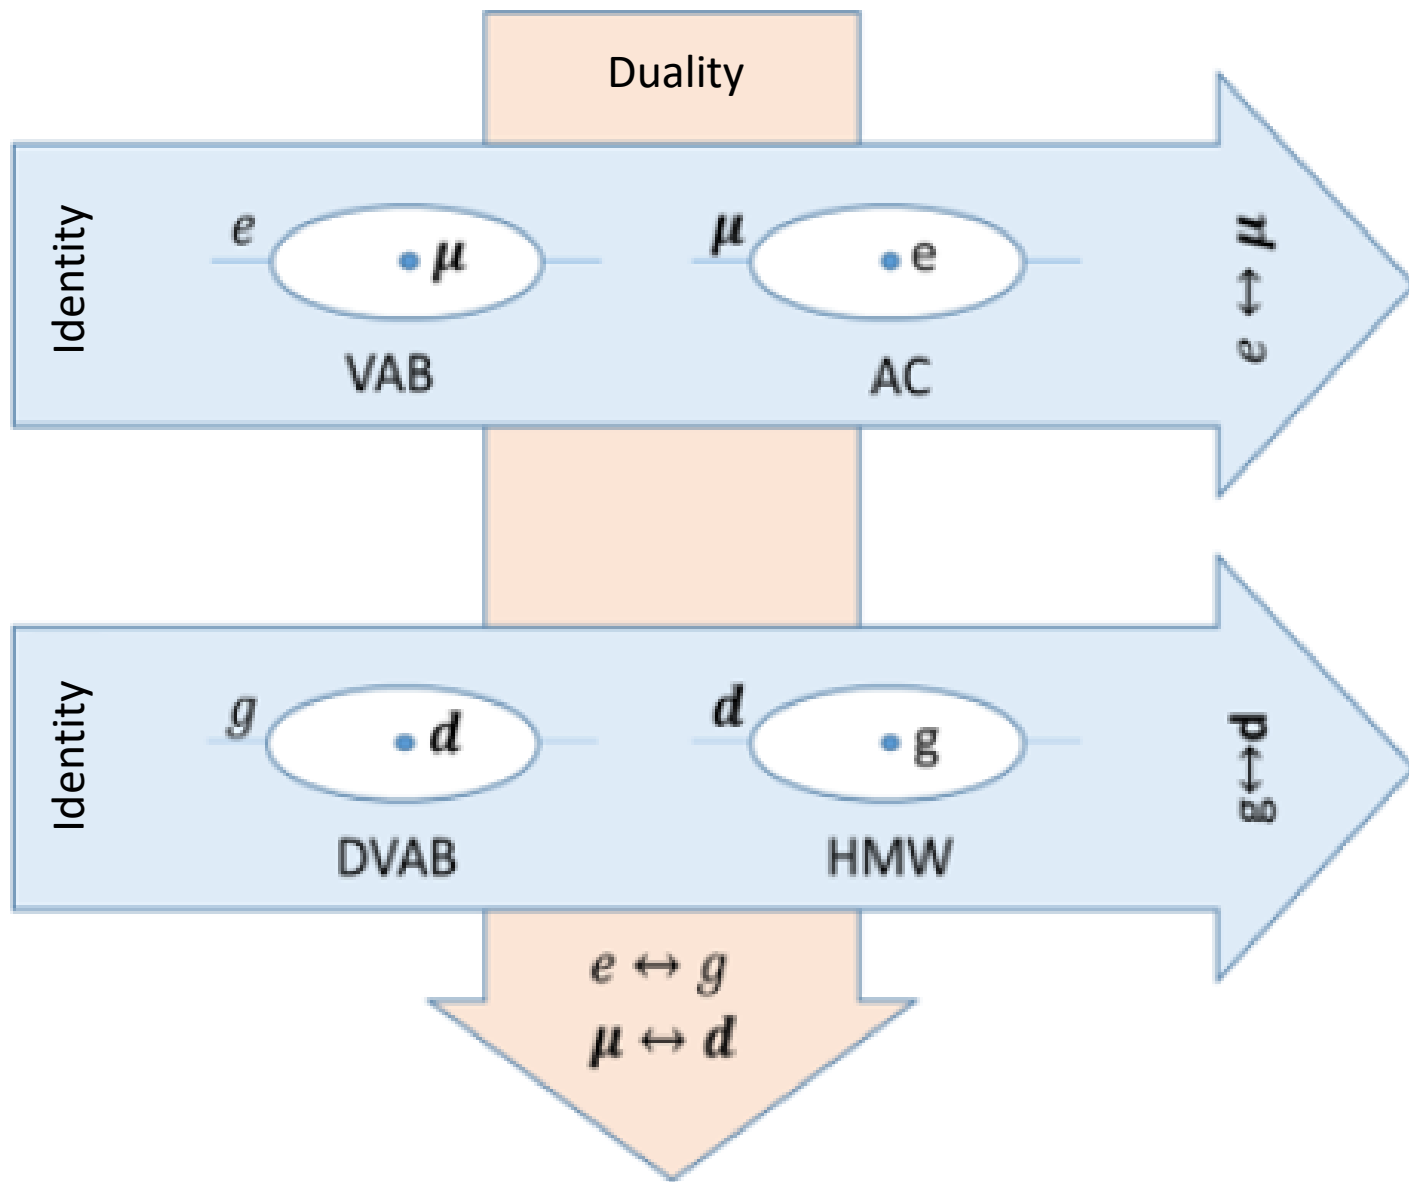 Duality
Identity
e
μ
μ
e
μ ↔ e
VAB
AC
Identity
g
d
d
g
d↔g
DVAB
HMW
e ↔ g
μ ↔ d